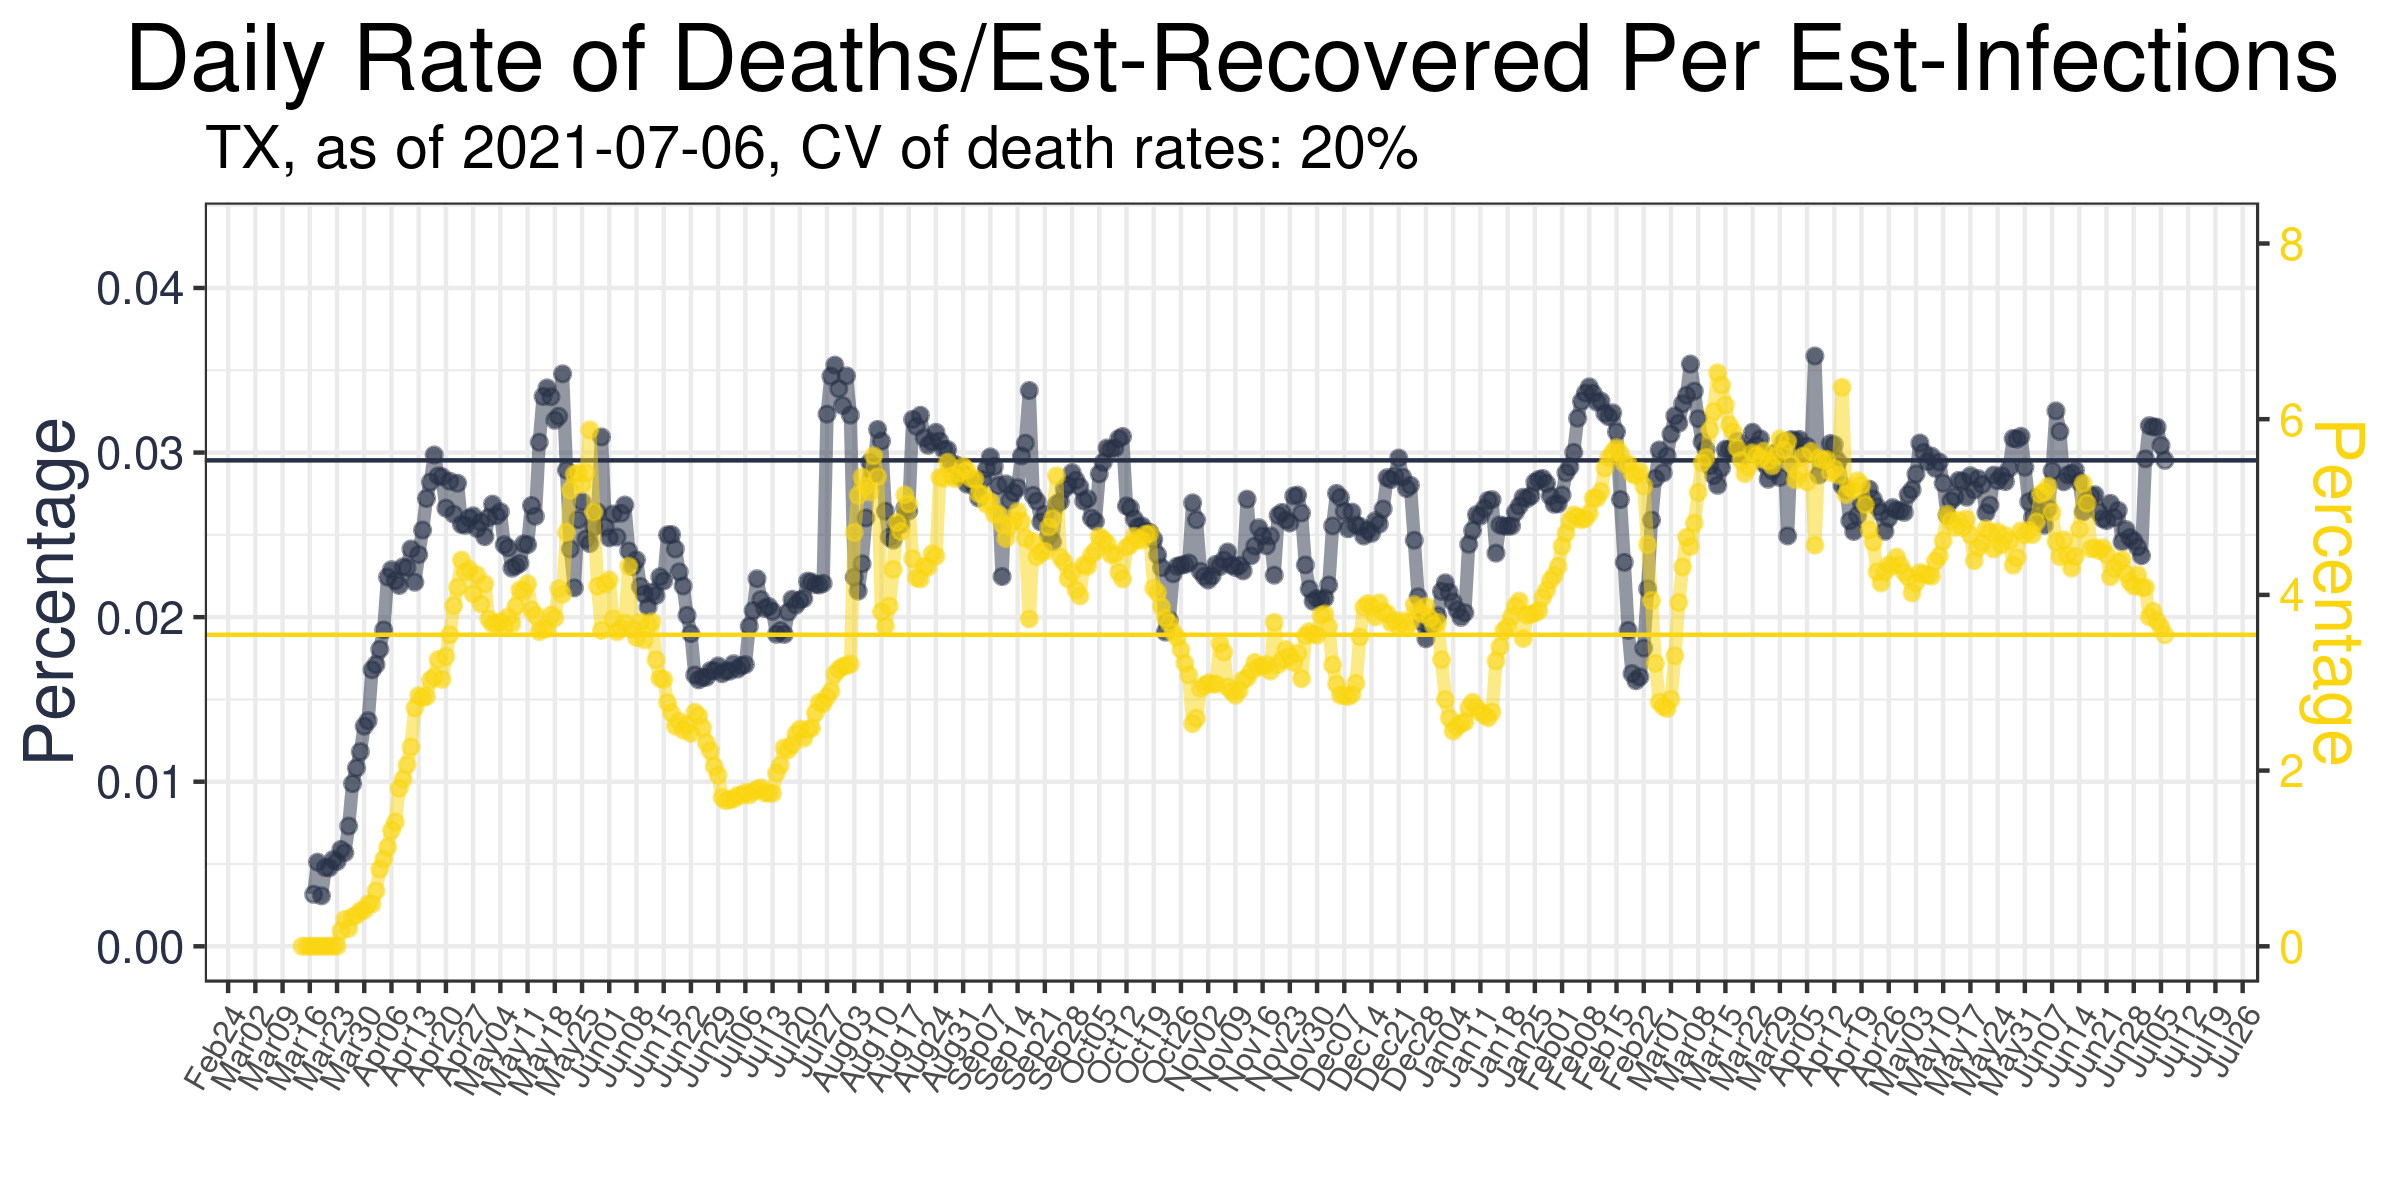 Daily Rate of Deaths/Est-Recovered Per Est-Infections
TX, as of 2021-07-06, CV of death rates: 20%
Percentage
0.04
0.03
0.02
0.01
0.00
8
6
4
2
0
Percentage
Feb24
Mar02
Mar09
Mar16
Mar23
Mar30
Apr06
Apr13
Apr20
Apr27
May04
May11
May18
May25
Jun01
Jun08
Jun15
Jun22
Jun29
Jul06
Jul13
Jul20
Jul27
Aug03
Aug10
Aug17
Aug24
Aug31
Sep07
Sep14
Sep21
Sep28
Oct05
Oct12
Oct19
Oct26
Nov02
Nov09
Nov16
Nov23
Nov30
Dec07
Dec14
Dec21
Dec28
Jan04
Jan11
Jan18
Jan25
Feb01
Feb08
Feb15
Feb22
Mar01
Mar08
Mar15
Mar22
Mar29
Apr05
Apr12
Apr19
Apr26
May03
May10
May17
May24
May31
Jun07
Jun14
Jun21
Jun28
Jul05
Jul12
Jul19
Jul26